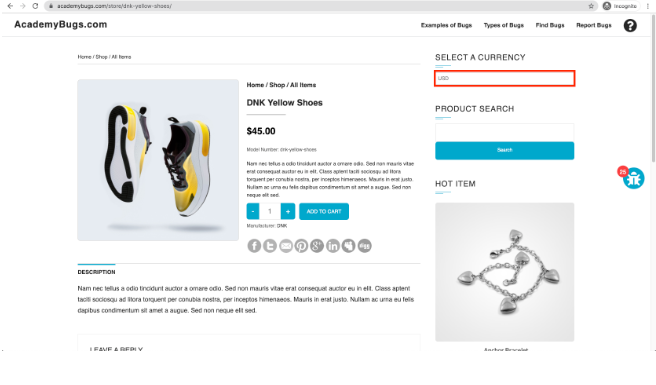 academybugs.com/store/dnk-yellow-shoes/
Incognito
AcademyBugs.com
Examples of Bugs Types of Bugs Find Bugs Report Bugs ?
Home / Shop / All Items
Home / Shop / All Items
DNK Yellow Shoes
$45.00
Model Number: dnk-yellow-shoes
Nam nec tellus a odio tincidunt auctor a ornare odio. Sed non mauris vitae
erat consequat auctor eu in elit. Class aptent taciti sociosqu ad litora
torquent per conubia nostra, per inceptos himenaeos. Mauris in erat justo.
Nullam ac urna eu felis dapibus condimentum sit amet a augue. Sed non
neque elit sed.
- 1 + ADD TO CART
Manufacturer: DNK
DESCRIPTION
Nam nec tellus a odio tincidunt auctor a ornare odio. Sed non mauris vitae erat consequat auctor eu in elit. Class aptent
taciti sociosqu ad litora torquent per conubia nostra, per inceptos himenaeos. Mauris in erat justo. Nullam ac urna eu felis
dapibus condimentum sit amet a augue. Sed non neque elit sed.
LEAVE A REPLY
SELECT A CURRENCY
USD
PRODUCT SEARCH
Search
25
HOT ITEM
Anchor Bracelet